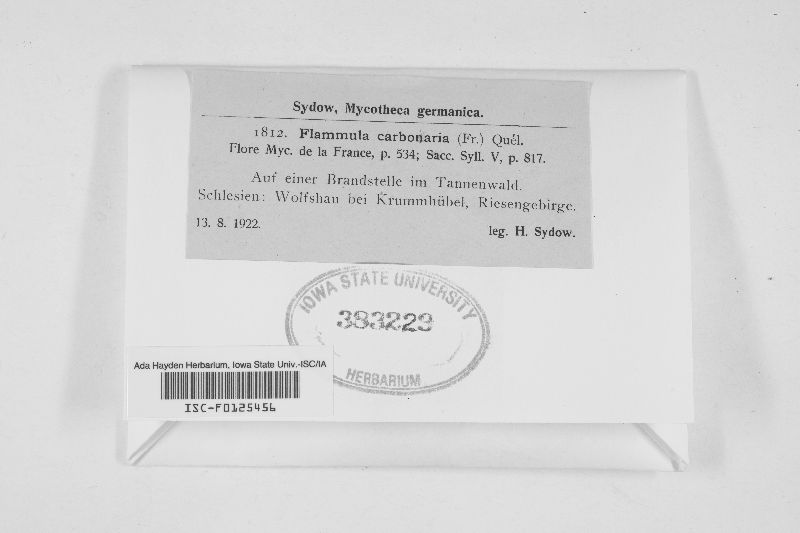 Sydow, Mycotheca germanica.
1812. Flammula carbonaria (Fr.) Quél.
Flore Myc. de la France, p. 534; Sacc. Syll. V, p. 817.
Auf einer Brandstelle im Tannenwald.
Schlesien: Wolfshau bei Krummhübel, Riesengebirge.
13. 8. 1922.
leg. H. Sydow.
IOWA STATE UNIVERSITY
383229
HERBARIUM
Ada Hayden Herbarium, Iowa State Univ.-ISC/IA
ISC-F0125456